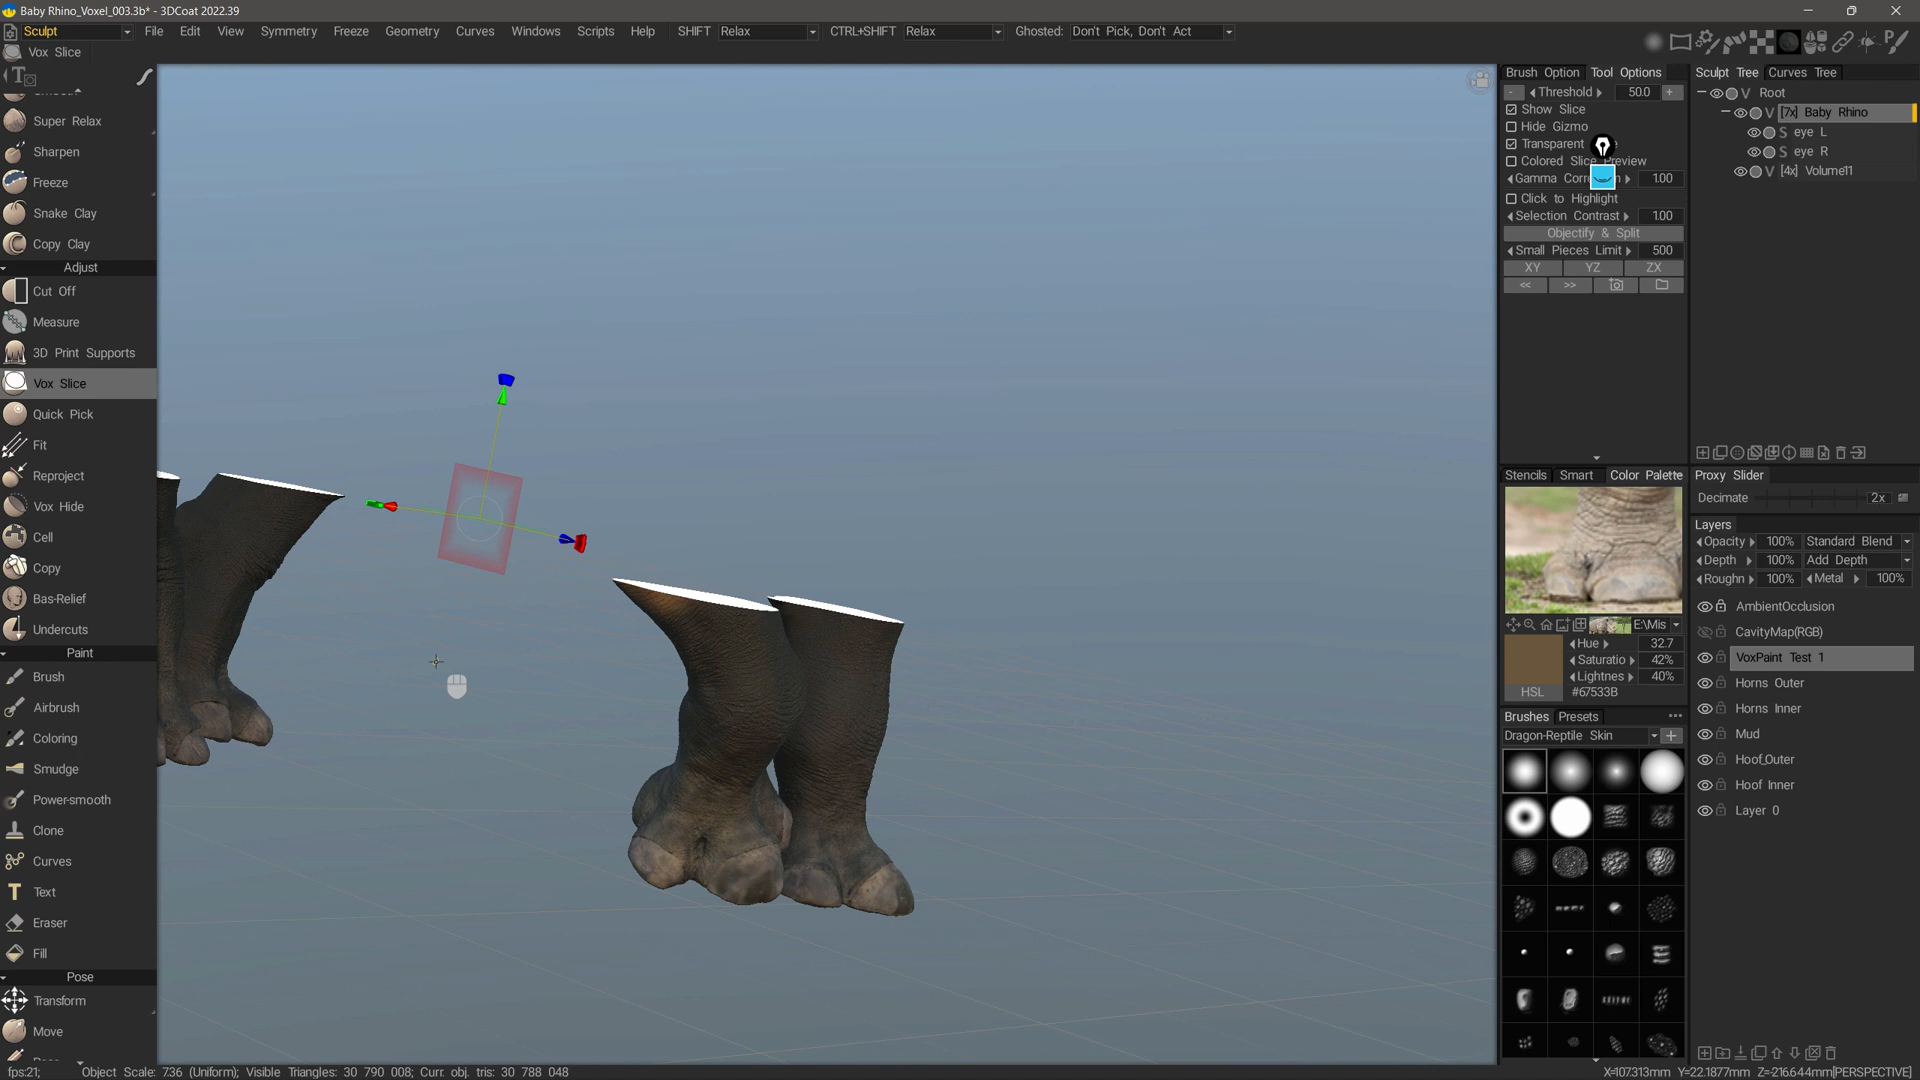 Baby Rhino_Voxel_003.3b* - 3DCoat 2022.39
Sculpt File Edit View Symmetry Freeze Geometry Curves Windows Scripts Help SHIFT Relax CTRL+SHIFT Relax Ghosted: Don't Pick, Don't Act
Vox Slice
Super Relax
Sharpen
Freeze
Snake Clay
Copy Clay
Adjust
Cut Off
Measure
3D Print Supports
Vox Slice
Quick Pick
Fit
Reproject
Vox Hide
Cell
Copy
Bas-Relief
Undercuts
Paint
Brush
Airbrush
Coloring
Smudge
Power-smooth
Clone
Curves
Text
Eraser
Fill
Pose
Transform
Move
Brush Option Tool Options
- Threshold 50.0 +
Show Slice
Hide Gizmo
Transparent
Colored Slice Preview
Gamma 1.00
Click to Highlight
Selection Contrast 1.00
Objectify & Split
Small Pieces Limit 500
XY YZ ZX
<< >>
Sculpt Tree Curves Tree
Root
V [7x] Baby Rhino
S eye L
S eye R
V [4x] Volume11
Stencils Smart Color Palette
E:\Mis
Hue 32.7
Saturatio 42%
Lightnes 40%
HSL #67533B
Brushes Presets ...
Dragon-Reptile Skin +
Proxy Slider
Decimate 2x
Layers
Opacity 100% Standard Blend
Depth 100% Add Depth
Roughn 100% Metal 100%
AmbientOcclusion
CavityMap(RGB)
VoxPaint Test 1
Horns Outer
Horns Inner
Mud
Hoof_Outer
Hoof Inner
Layer 0
fps:21; Object Scale: 736 (Uniform); Visible Triangles: 30 790 008; Curr. obj. tris: 30 788 048
X=107.313mm Y=22.1877mm Z=-216.644mm[PERSPECTIVE]